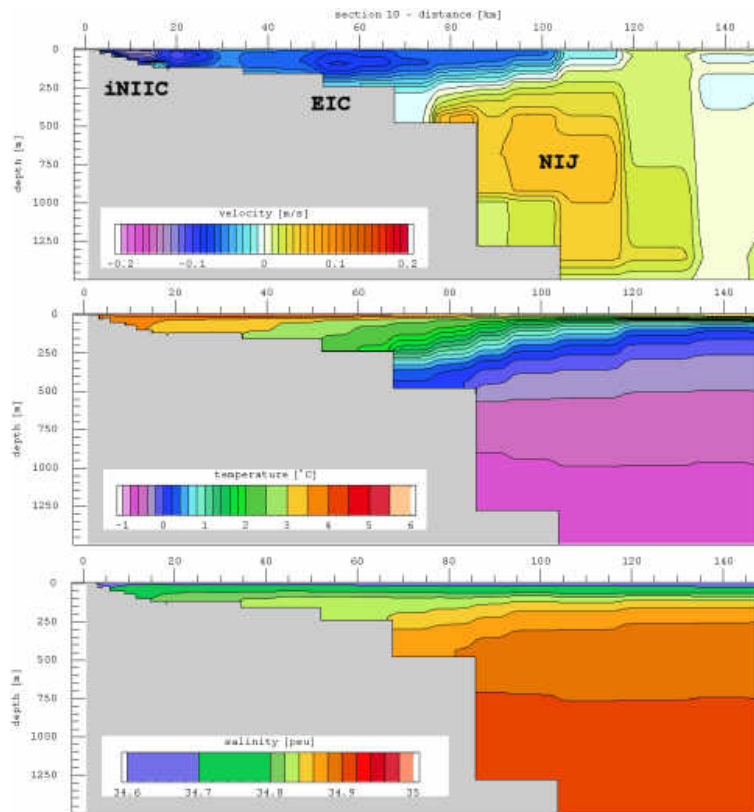 section 10 - distance [km]
0 20 40 60 80 100 120 140
0
250
500
750
1000
1250
depth [m]
iNIIC
EIC
NIJ
velocity [m/s]
-0.2 -0.1 0 0.1 0.2
0 20 40 60 80 100 120 140
0
250
500
750
1000
1250
depth [m]
temperature [°C]
-1 0 1 2 3 4 5 6
0 20 40 60 80 100 120 140
0
250
500
750
1000
1250
depth [m]
salinity [psu]
34.6 34.7 34.8 34.9 35